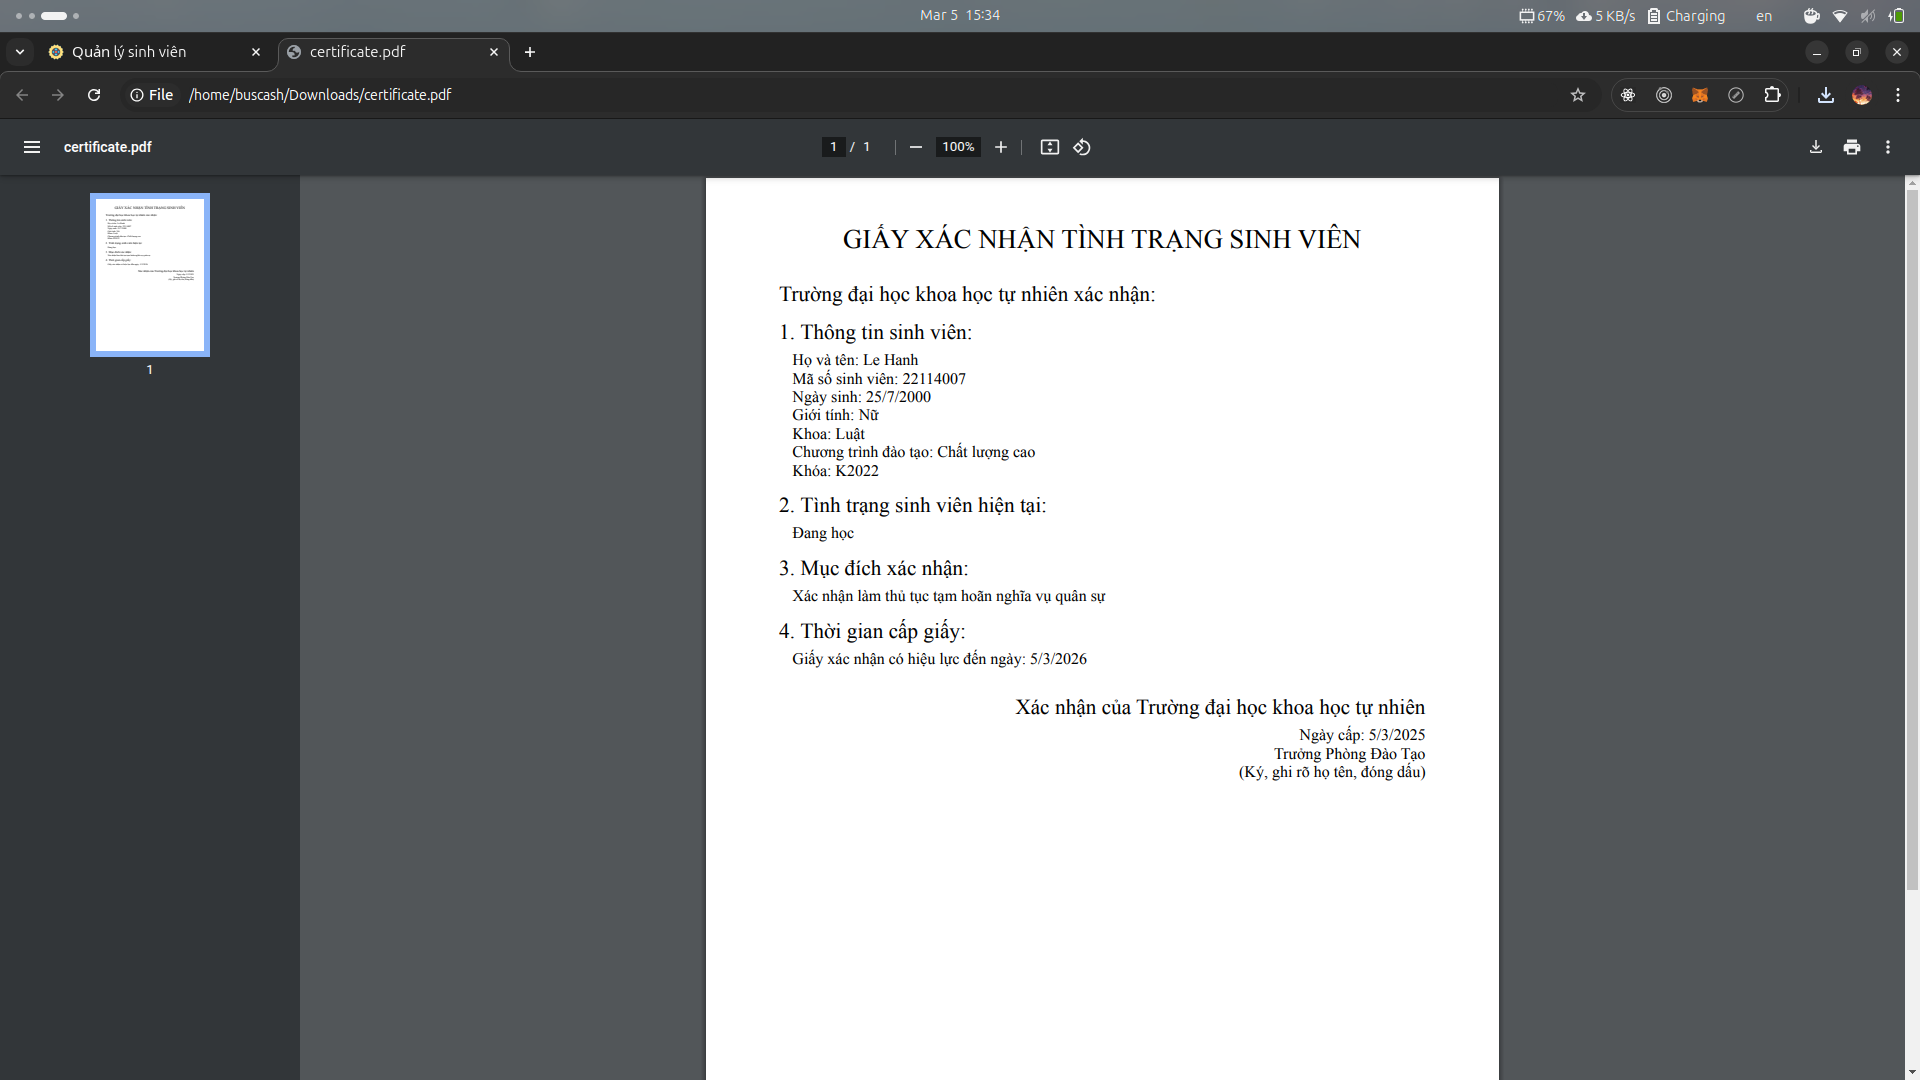 Mar 5 15:34
67%
5 KB/s
Charging
en
Quản lý sinh viên
certificate.pdf
File
/home/buscash/Downloads/certificate.pdf
certificate.pdf
1 / 1
100%
1
GIẤY XÁC NHẬN TÌNH TRẠNG SINH VIÊN
Trường đại học khoa học tự nhiên xác nhận:
1. Thông tin sinh viên:
Họ và tên: Le Hanh
Mã số sinh viên: 22114007
Ngày sinh: 25/7/2000
Giới tính: Nữ
Khoa: Luật
Chương trình đào tạo: Chất lượng cao
Khóa: K2022
2. Tình trạng sinh viên hiện tại:
Đang học
3. Mục đích xác nhận:
Xác nhận làm thủ tục tạm hoãn nghĩa vụ quân sự
4. Thời gian cấp giấy:
Giấy xác nhận có hiệu lực đến ngày: 5/3/2026
Xác nhận của Trường đại học khoa học tự nhiên
Ngày cấp: 5/3/2025
Trưởng Phòng Đào Tạo
(Ký, ghi rõ họ tên, đóng dấu)